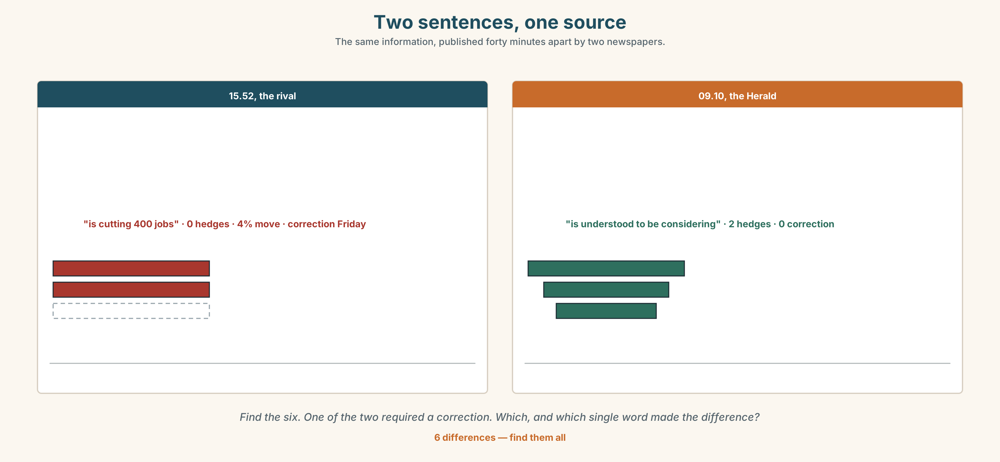 Two sentences, one source
The same information, published forty minutes apart by two newspapers.
15.52, the rival
"is cutting 400 jobs" · 0 hedges · 4% move · correction Friday
09.10, the Herald
"is understood to be considering" · 2 hedges · 0 correction
Find the six. One of the two required a correction. Which, and which single word made the difference?
6 differences — find them all